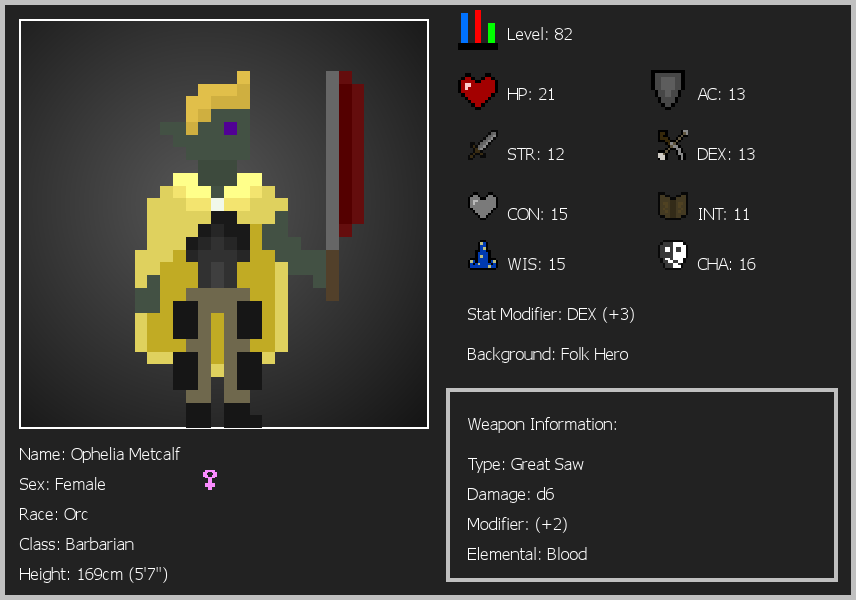 Level: 82
HP: 21
AC: 13
STR: 12
DEX: 13
CON: 15
INT: 11
WIS: 15
CHA: 16
Stat Modifier: DEX (+3)
Background: Folk Hero
Weapon Information:
Type: Great Saw
Damage: d6
Modifier: (+2)
Elemental: Blood
Name: Ophelia Metcalf
Sex: Female
Race: Orc
Class: Barbarian
Height: 169cm (5'7")